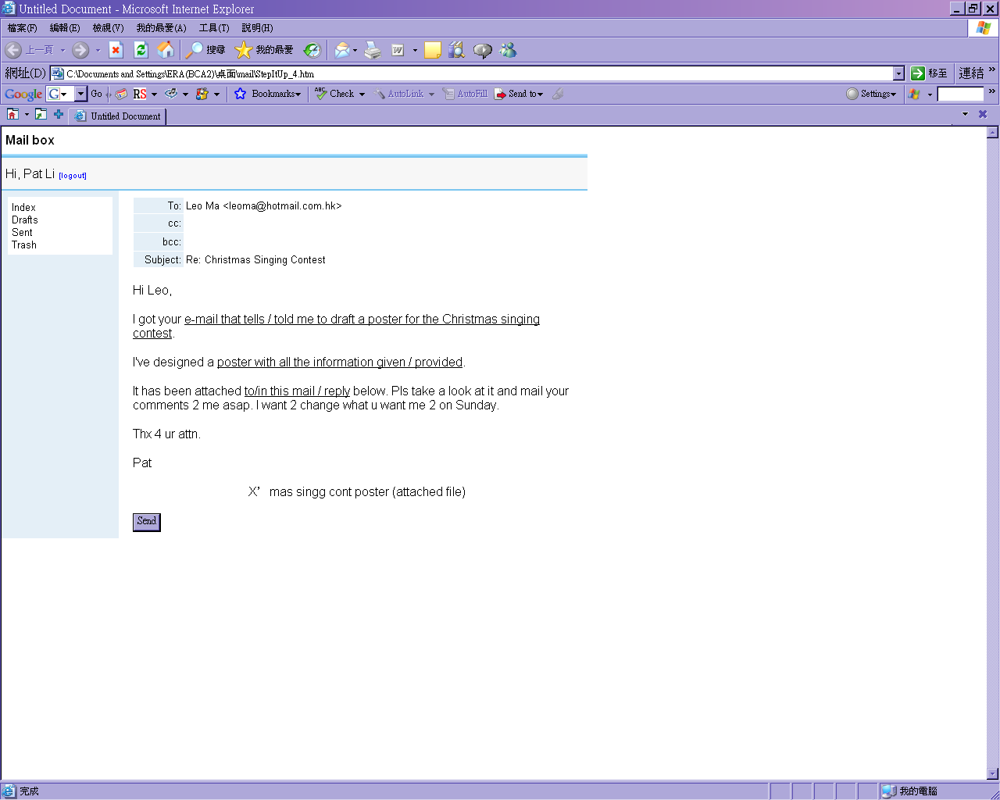 Untitled Document - Microsoft Internet Explorer
檔案(F) 編輯(E) 檢視(V) 我的最愛(A) 工具(T) 說明(H)
上一頁 搜尋 我的最愛
網址(D) C:\Documents and Settings\ERA(BCA2)\桌面\mail\StepItUp_4.htm 移至 連結 »
Google G Go RS Bookmarks ABC Check AutoLink AutoFill Send to Settings »
Untitled Document
Mail box
Hi, Pat Li [logout]
Index
Drafts
Sent
Trash
To: Leo Ma <leoma@hotmail.com.hk>
cc:
bcc:
Subject: Re: Christmas Singing Contest
Hi Leo,
I got your e-mail that tells / told me to draft a poster for the Christmas singing
contest.
I've designed a poster with all the information given / provided.
It has been attached to/in this mail / reply below. Pls take a look at it and mail your
comments 2 me asap. I want 2 change what u want me 2 on Sunday.
Thx 4 ur attn.
Pat
X’ mas singg cont poster (attached file)
Send
完成 我的電腦